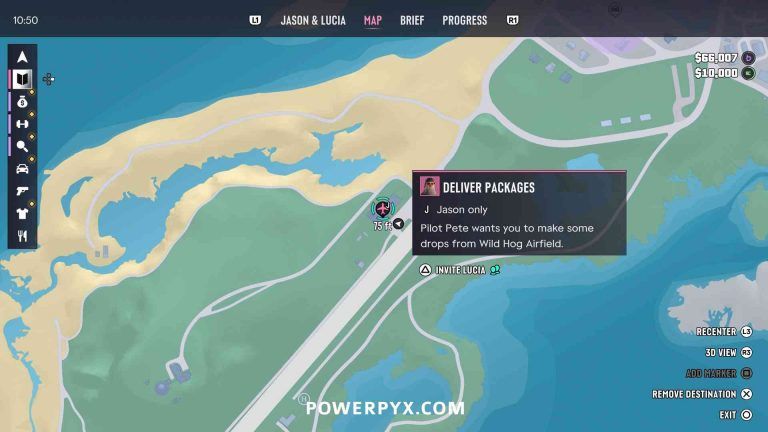 10:50
L1 JASON & LUCIA MAP BRIEF PROGRESS R1
$66,007
$10,000
DELIVER PACKAGES
J Jason only
Pilot Pete wants you to make some
drops from Wild Hog Airfield.
75 ft
INVITE LUCIA
RECENTER L3
3D VIEW R3
ADD MARKER
REMOVE DESTINATION
EXIT
H
POWERPYX.COM